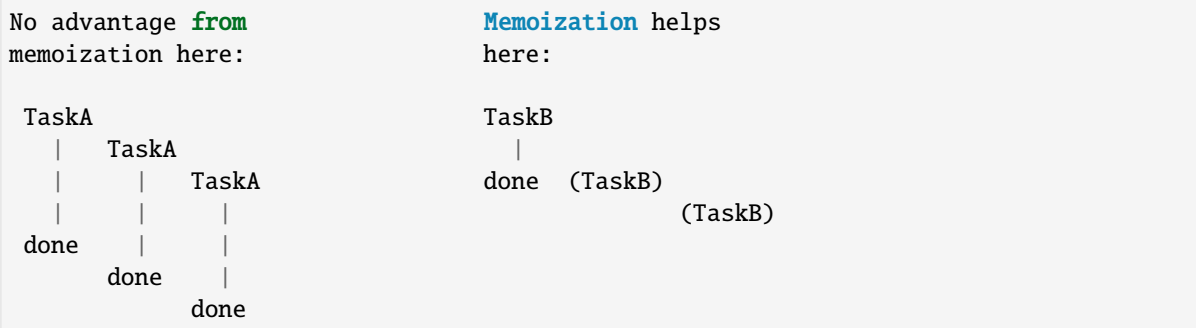 No advantage from                Memoization helps
memoization here:                here:

 TaskA                           TaskB
   |   TaskA                       |
   |     |   TaskA               done  (TaskB)
   |     |     |                               (TaskB)
 done    |     |
       done    |
             done